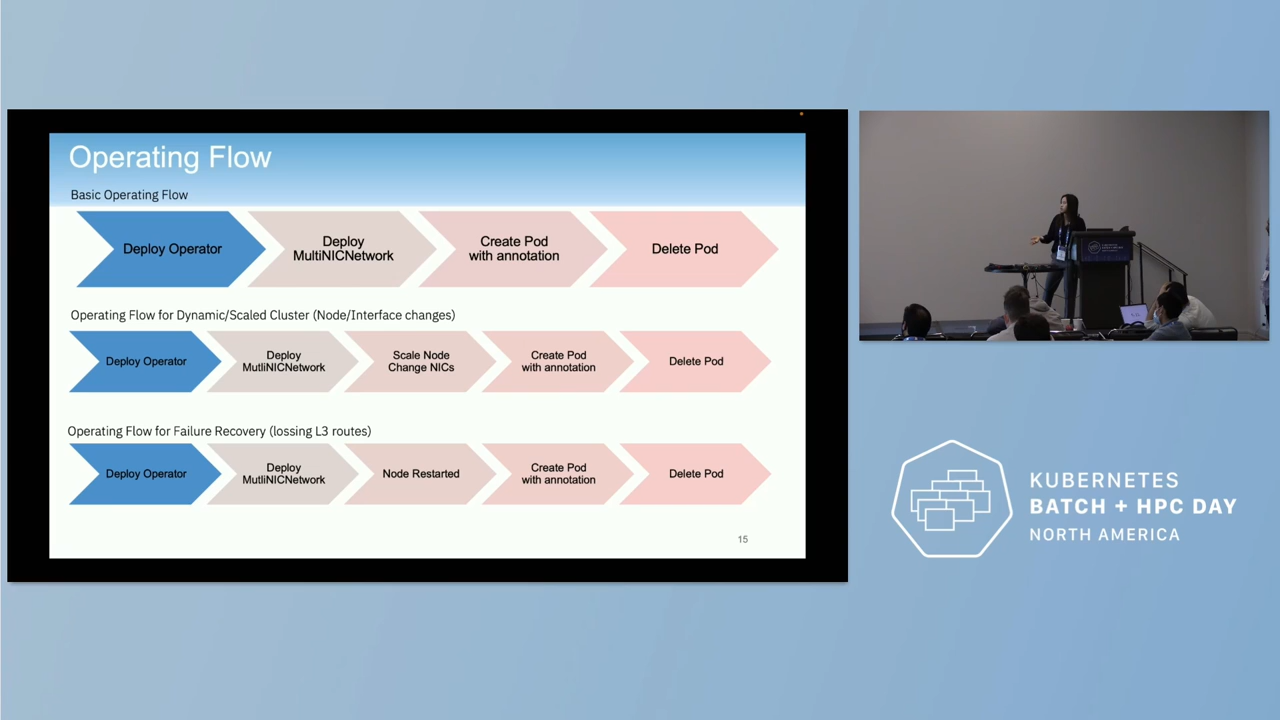 Operating Flow
Basic Operating Flow
Deploy Operator
Deploy
MultiNICNetwork
Create Pod
with annotation
Delete Pod
Operating Flow for Dynamic/Scaled Cluster (Node/Interface changes)
Deploy Operator
Deploy
MutliNICNetwork
Scale Node
Change NICs
Create Pod
with annotation
Delete Pod
Operating Flow for Failure Recovery (lossing L3 routes)
Deploy Operator
Deploy
MutliNICNetwork
Node Restarted
Create Pod
with annotation
Delete Pod
15
KUBERNETES
BATCH + HPC DAY
NORTH AMERICA